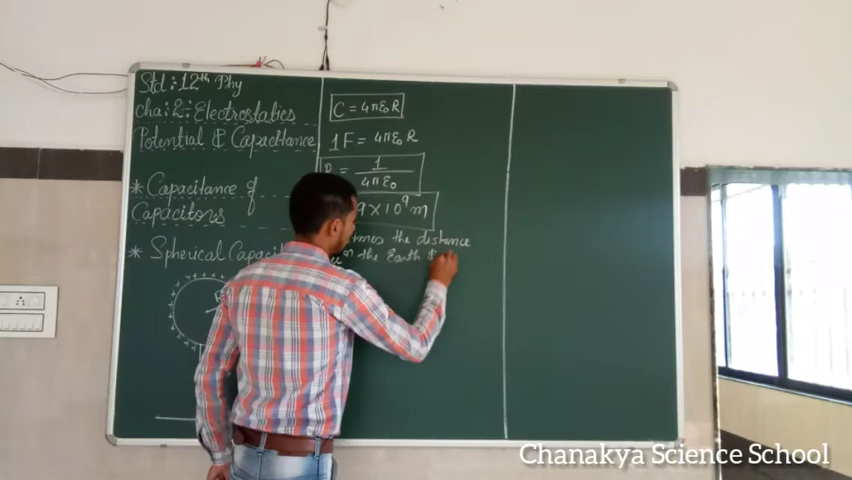 Std : 12th Phy
cha : 2 : Electrostatics
Potential & Capacitance
* Capacitance of
Capacitors
* Spherical
C = 4πε₀R
1F = 4πε₀R
= 1 / 4πε₀
9 × 10⁹ m
times the distance
the Earth &
Chanakya Science School